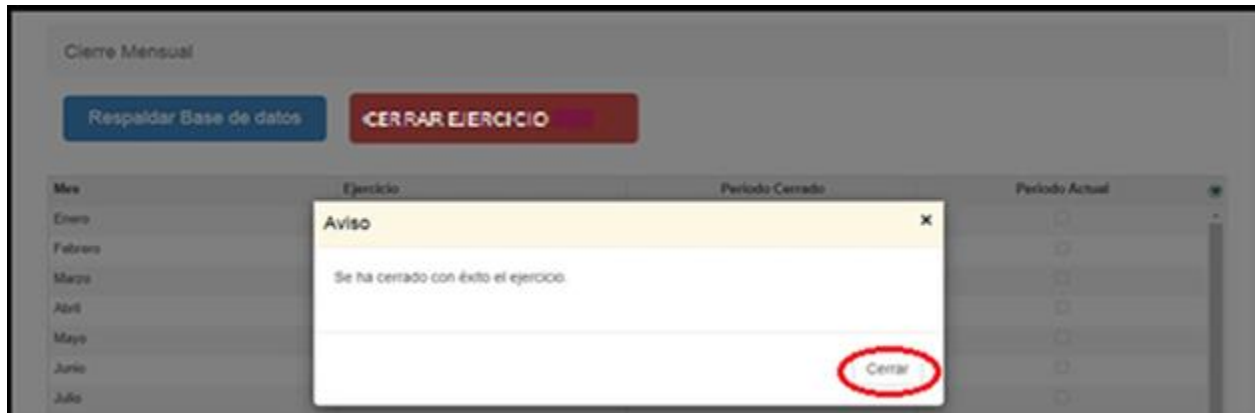 Cierre Mensual
Respaldar Base de datos
CERRAR EJERCICIO
Mes Ejercicio Periodo Cerrado Periodo Actual
Enero
Aviso ×
Febrero
Se ha cerrado con éxito el ejercicio.
Marzo
Abril
Mayo
Junio
Cerrar
Julio